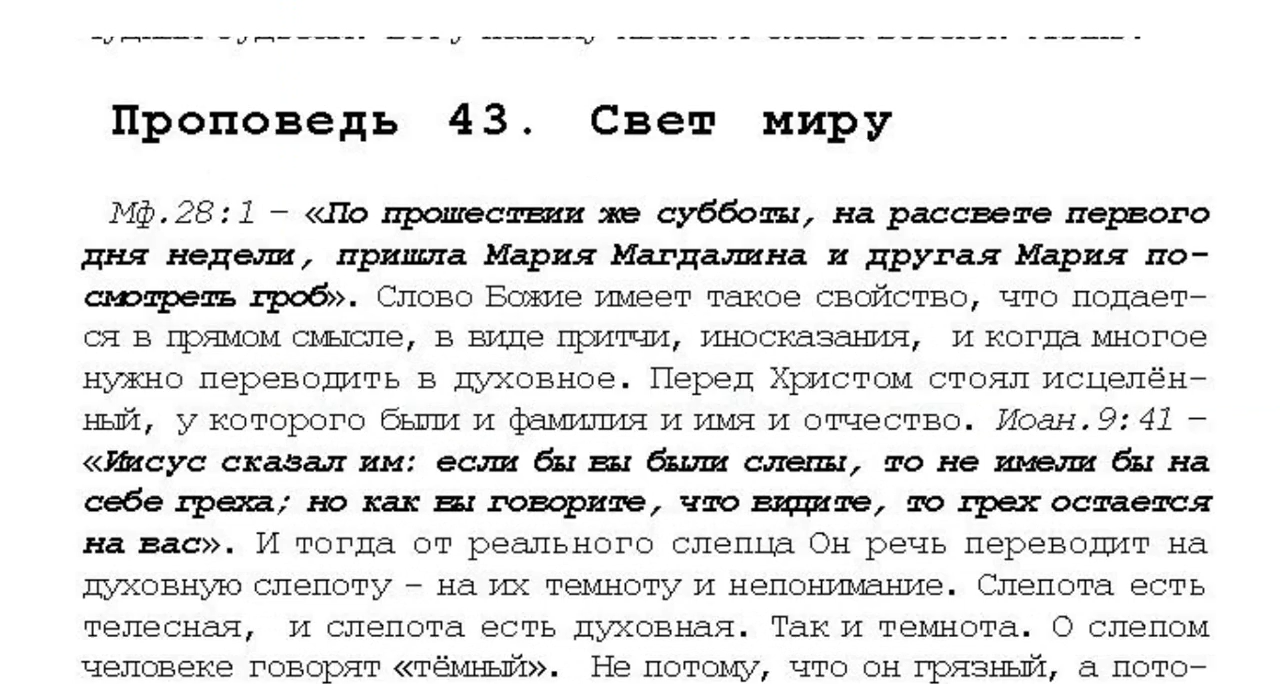 Проповедь 43. Свет миру
Мф.28:1 – «По прошествии же субботы, на рассвете первого
дня недели, пришла Мария Магдалина и другая Мария по-
смотреть гроб». Слово Божие имеет такое свойство, что подает-
ся в прямом смысле, в виде притчи, иносказания, и когда многое
нужно переводить в духовное. Перед Христом стоял исцелён-
ный, у которого были и фамилия и имя и отчество. Иоан.9:41 –
«Иисус сказал им: если бы вы были слепы, то не имели бы на
себе греха; но как вы говорите, что видите, то грех остается
на вас». И тогда от реального слепца Он речь переводит на
духовную слепоту – на их темноту и непонимание. Слепота есть
телесная, и слепота есть духовная. Так и темнота. О слепом
человеке говорят «тёмный». Не потому, что он грязный, а пото-